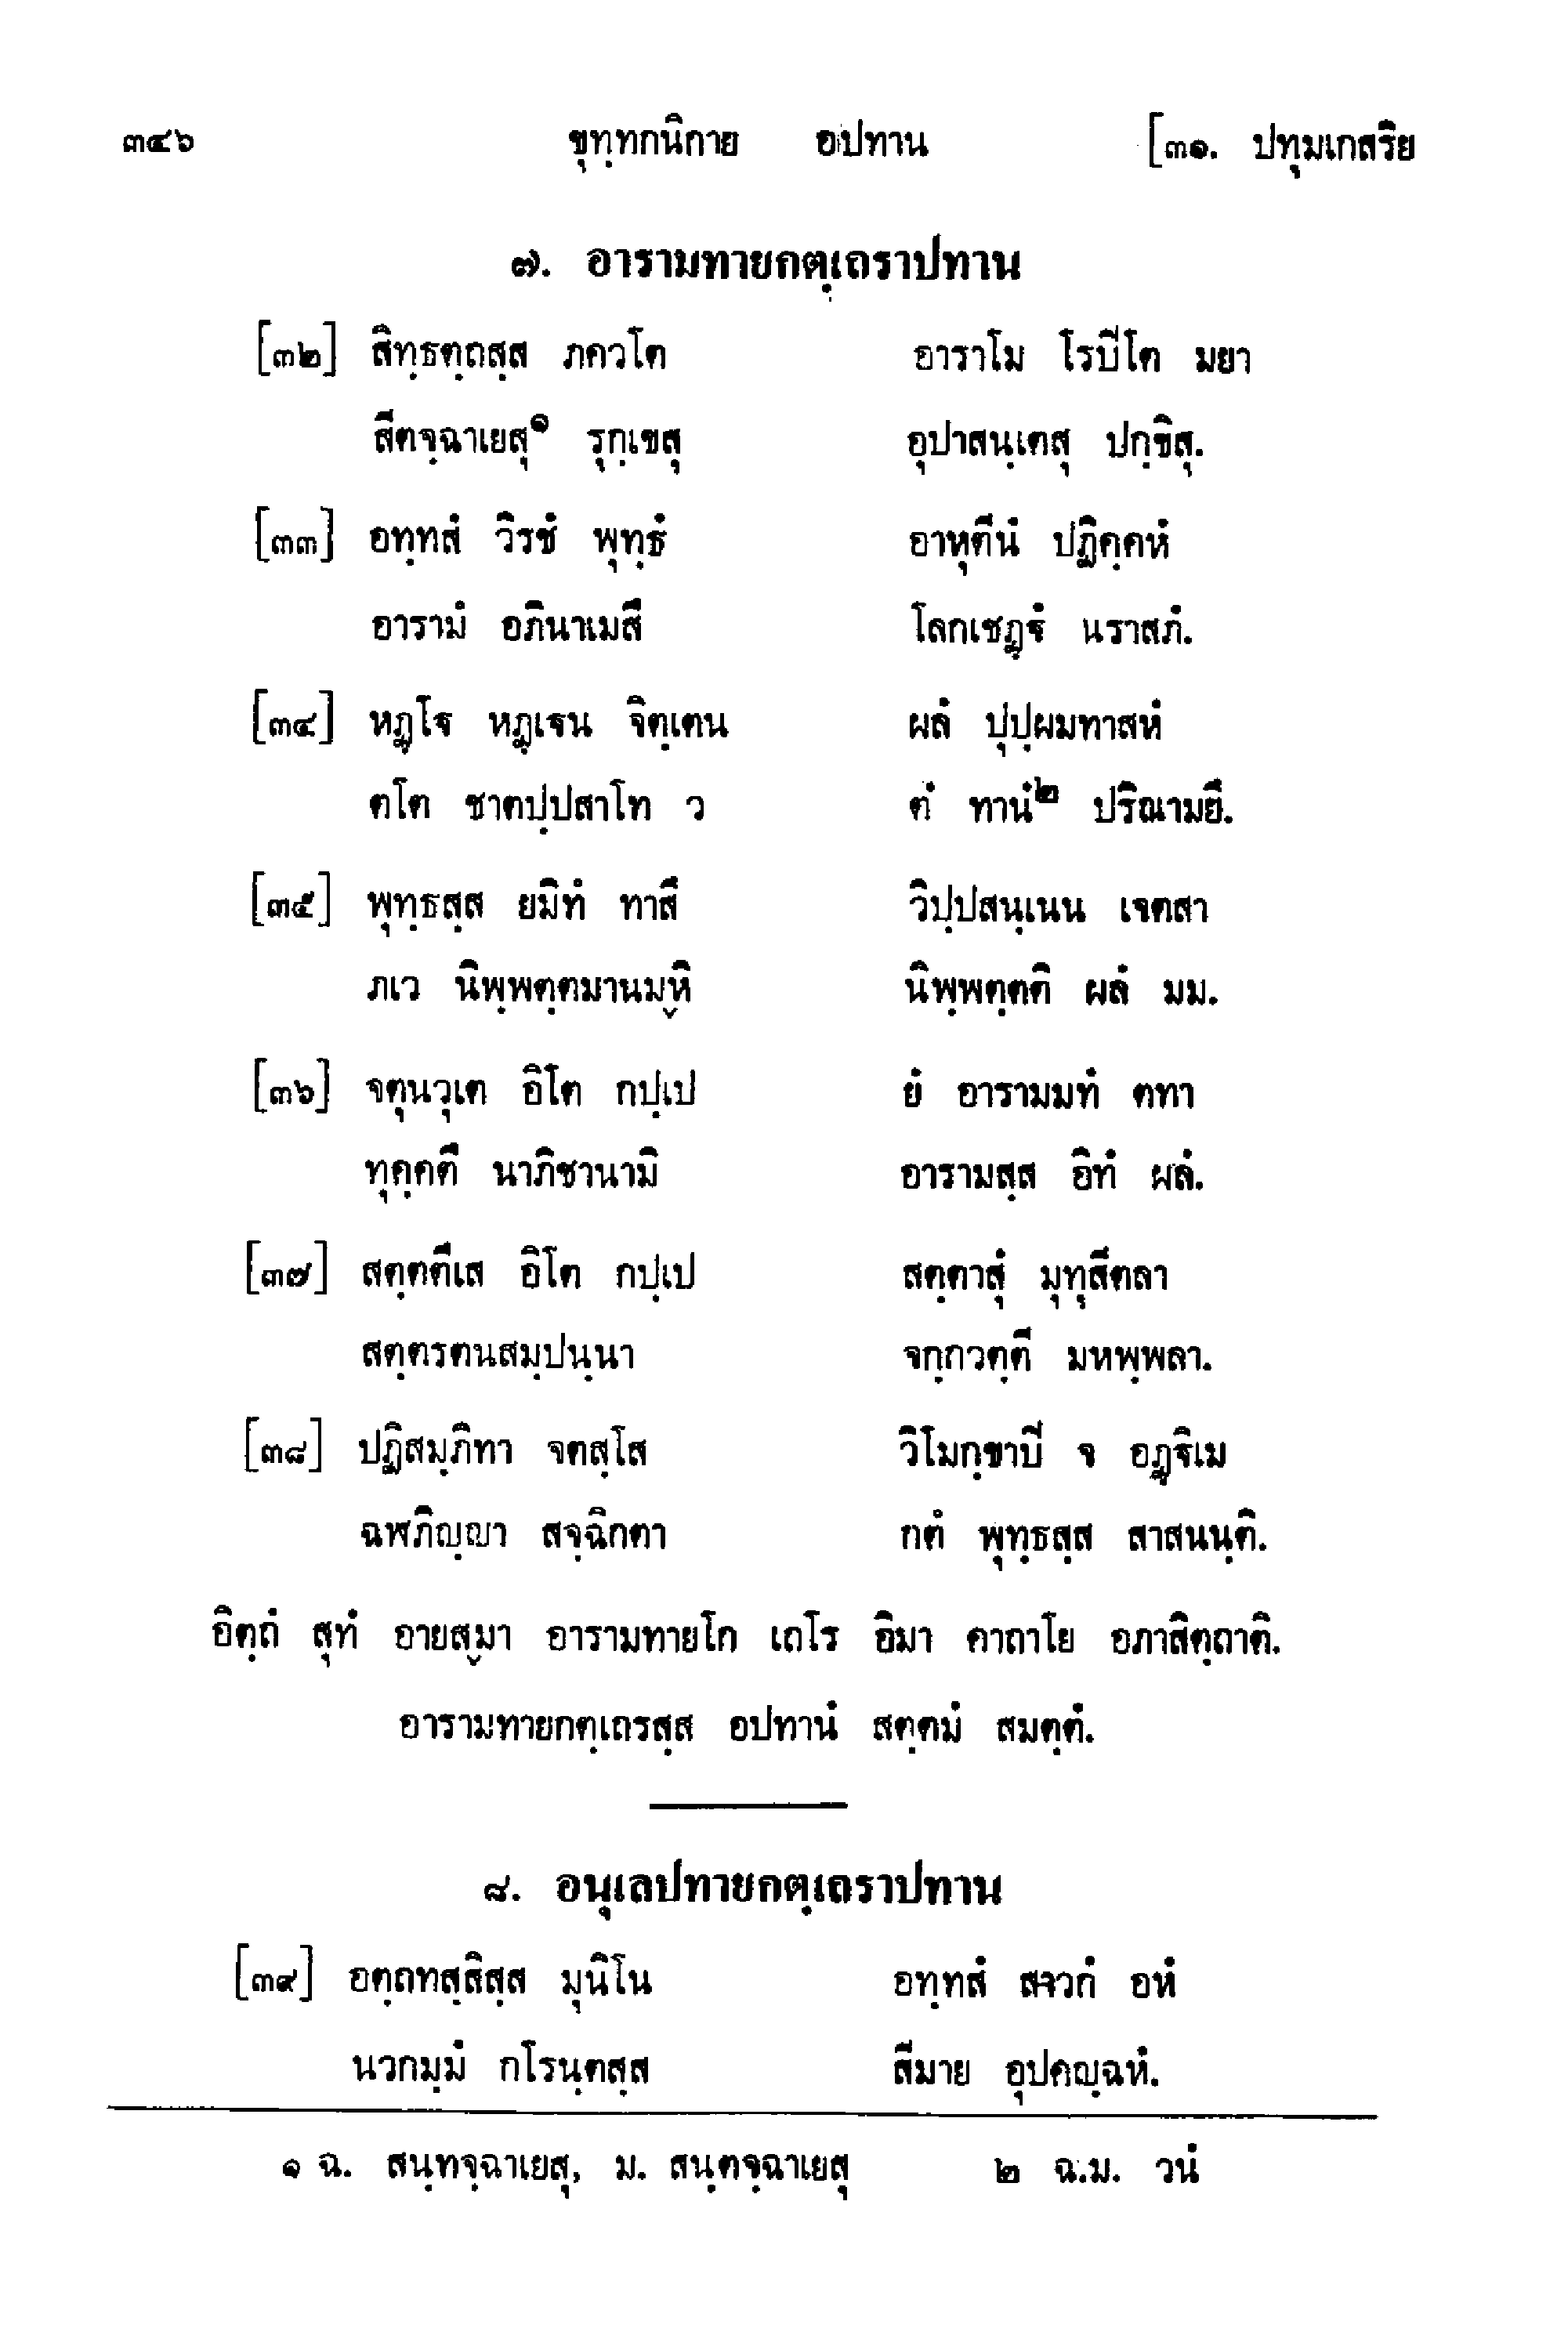 ๓๔๖ ขุทฺทกนิกาย อปทาน [๓๑. ปทุมเกสริย
๗. อารามทายกตฺเถราปทาน
[๓๒] สิทฺธตฺถสฺส ภควโต อาราโม โรปิโต มยา
สีตจฺฉาเยสุ๑ รุกฺเขสุ อุปาสนฺเตสุ ปกฺขิสุ.
[๓๓] อทฺทสํ วิรชํ พุทฺธํ อาหุตีนํ ปฏิคฺคหํ
อารามํ อภินาเมสึ โลกเชฏฺฐํ นราสภํ.
[๓๔] หฏฺโฐ หฏฺเฐน จิตฺเตน ผลํ ปุปฺผมทาสหํ
ตโต ชาตปฺปสาโท ว ตํ ทานํ๒ ปริณามยึ.
[๓๕] พุทฺธสฺส ยมิทํ ทาสึ วิปฺปสนฺเนน เจตสา
ภเว นิพฺพตฺตมานมฺหิ นิพฺพตฺตติ ผลํ มม.
[๓๖] จตุนวุเต อิโต กปฺเป ยํ อารามมทํ ตทา
ทุคฺคตึ นาภิชานามิ อารามสฺส อิทํ ผลํ.
[๓๗] สตฺตตึเส อิโต กปฺเป สตฺตาสุํ มุทุสีตลา
สตฺตรตนสมฺปนฺนา จกฺกวตฺตี มหพฺพลา.
[๓๘] ปฏิสมฺภิทา จตสฺโส วิโมกฺขาปิ จ อฏฺฐิเม
ฉฬภิญฺญา สจฺฉิกตา กตํ พุทฺธสฺส สาสนนฺติ.
อิตฺถํ สุทํ อายสฺมา อารามทายโก เถโร อิมา คาถาโย อภาสิตฺถาติ.
อารามทายกตฺเถรสฺส อปทานํ สตฺตมํ สมตฺตํ.
๘. อนุเลปทายกตฺเถราปทาน
[๓๙] อตฺถทสฺสิสฺส มุนิโน อทฺทสํ สาวกํ อหํ
นวกมฺมํ กโรนฺตสฺส สีมาย อุปคญฺฉหํ.
๑ ฉ. สนฺทจฺฉาเยสุ, ม. สนฺตจฺฉาเยสุ ๒ ฉ.ม. วนํ